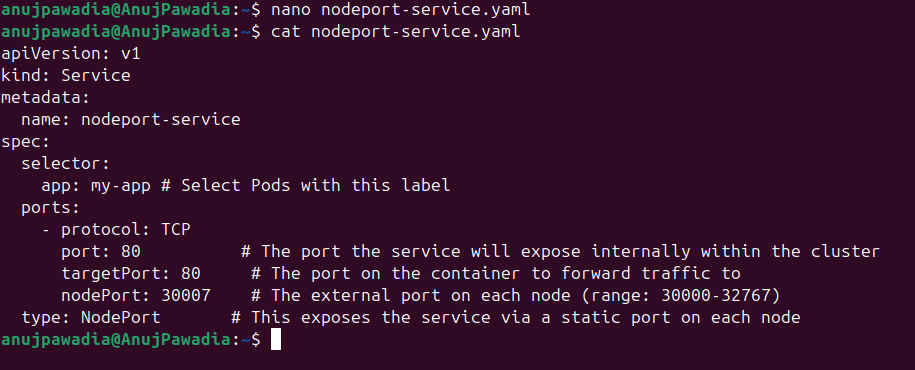 anujpawadia@AnujPawadia:~$ nano nodeport-service.yaml
anujpawadia@AnujPawadia:~$ cat nodeport-service.yaml
apiVersion: v1
kind: Service
metadata:
  name: nodeport-service
spec:
  selector:
    app: my-app # Select Pods with this label
  ports:
    - protocol: TCP
      port: 80          # The port the service will expose internally within the cluster
      targetPort: 80     # The port on the container to forward traffic to
      nodePort: 30007    # The external port on each node (range: 30000-32767)
  type: NodePort       # This exposes the service via a static port on each node
anujpawadia@AnujPawadia:~$